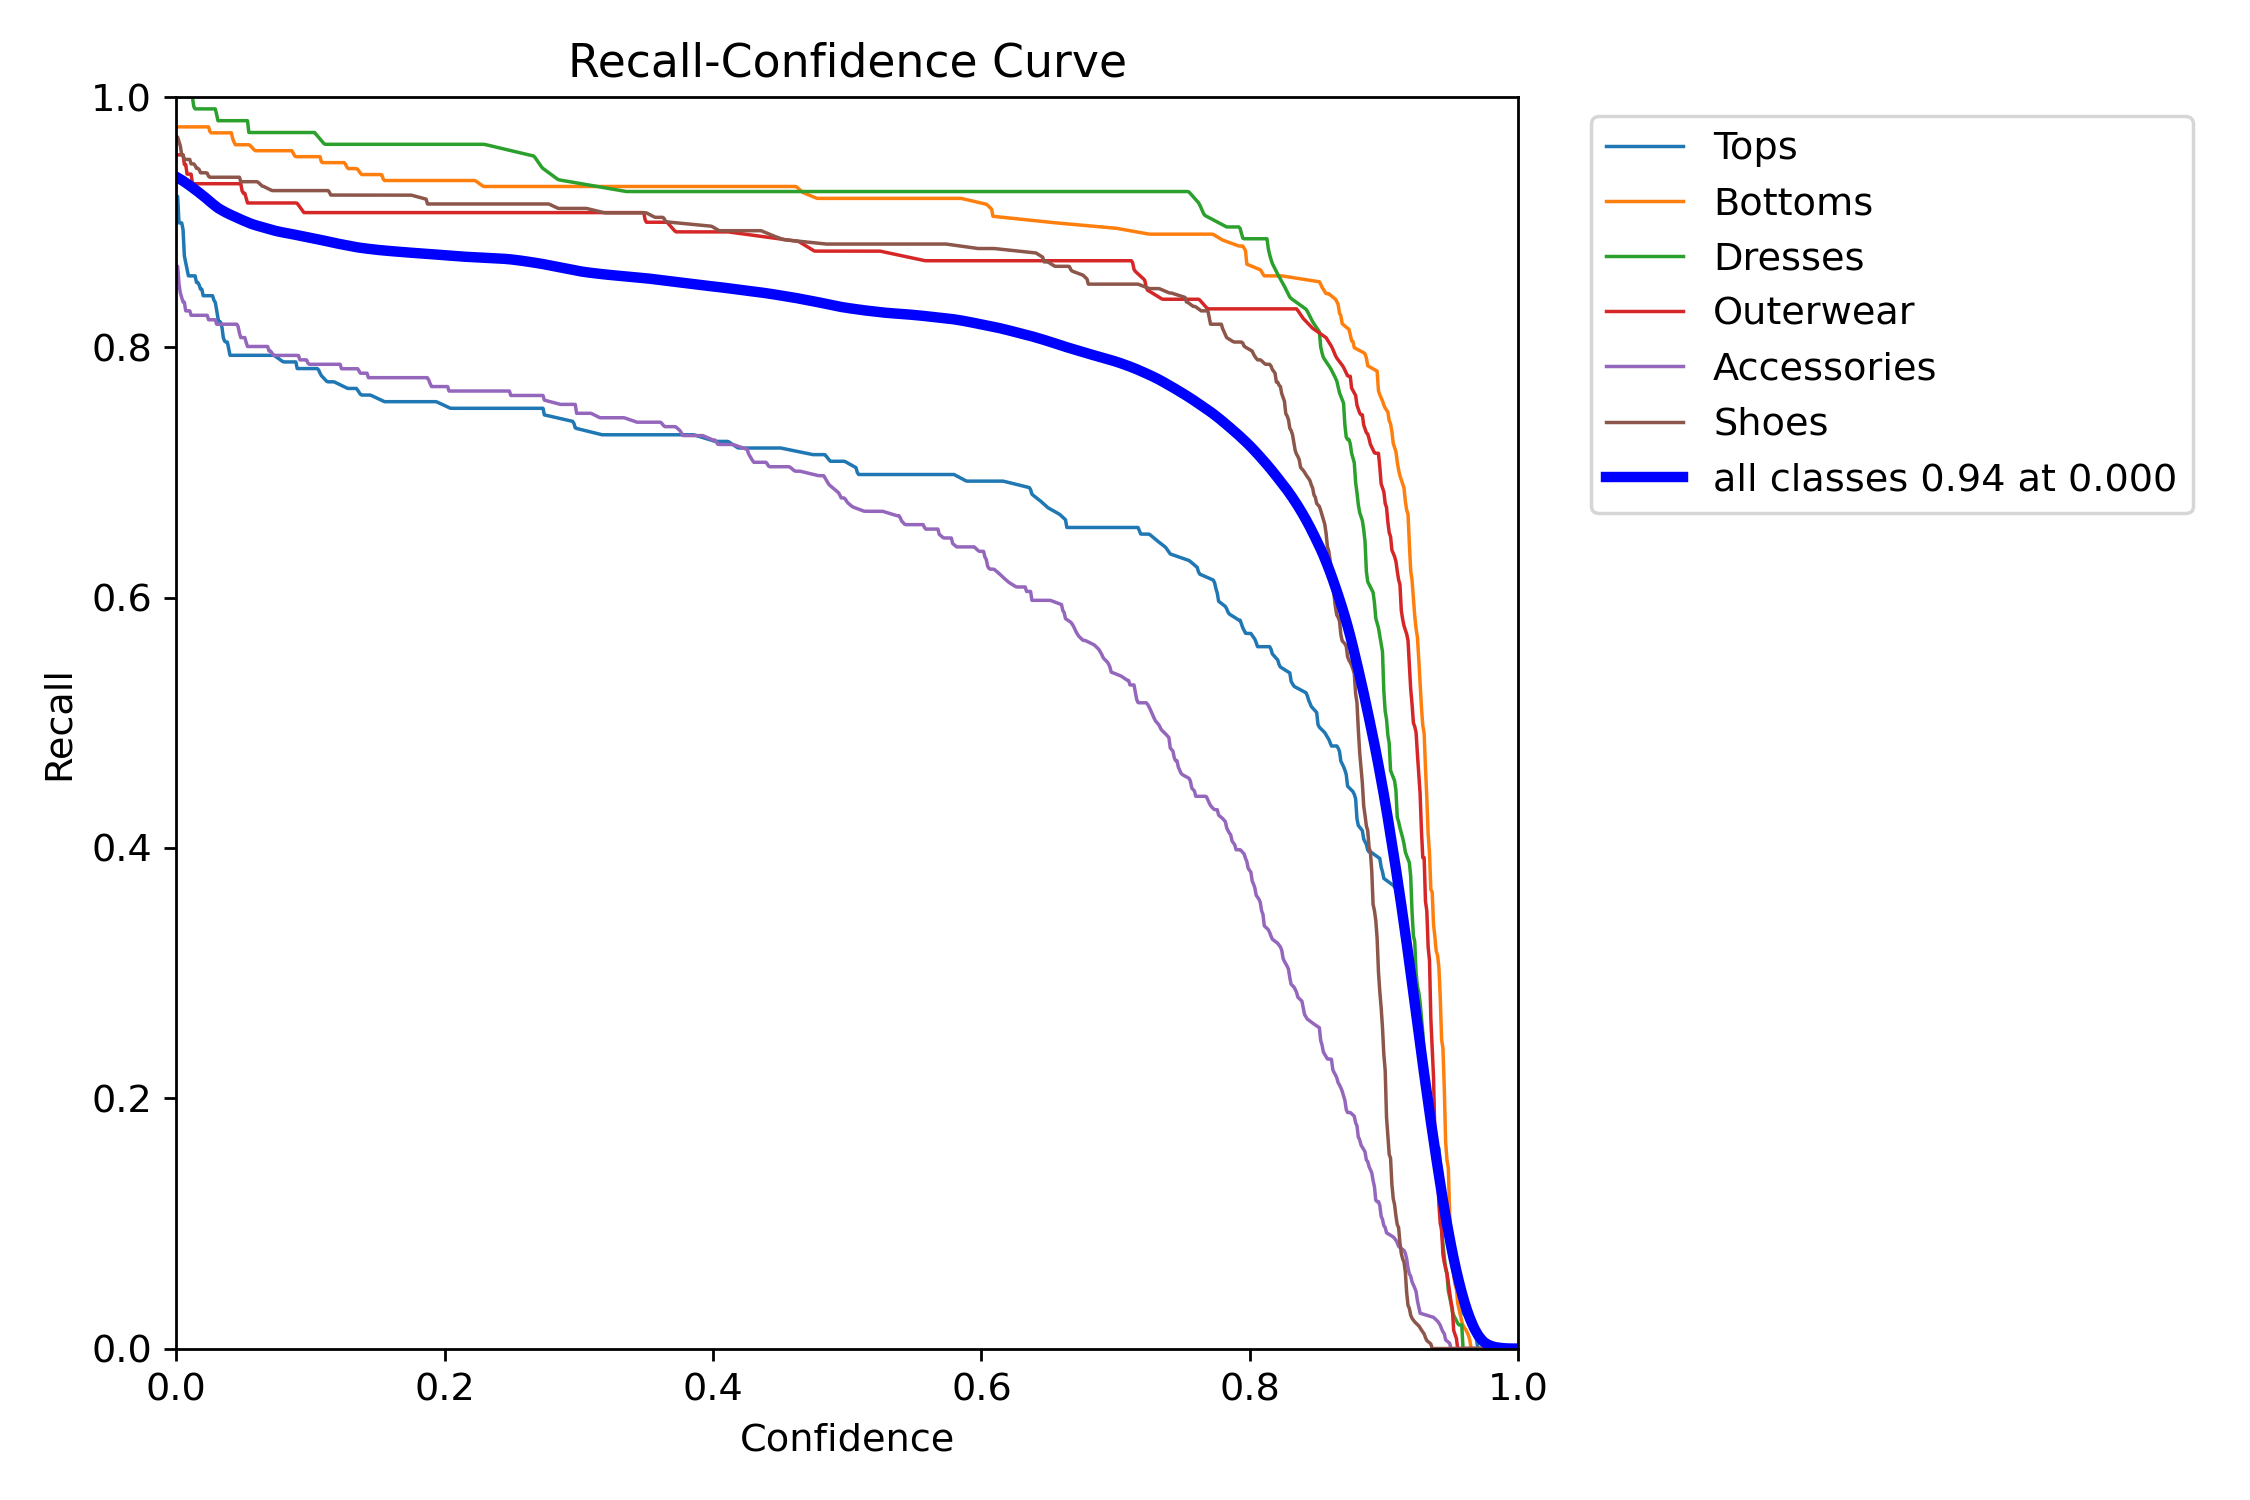 Recall-Confidence Curve
1.0
0.8
0.6
0.4
0.2
0.0
Recall
0.0 0.2 0.4 0.6 0.8 1.0
Confidence
Tops
Bottoms
Dresses
Outerwear
Accessories
Shoes
all classes 0.94 at 0.000